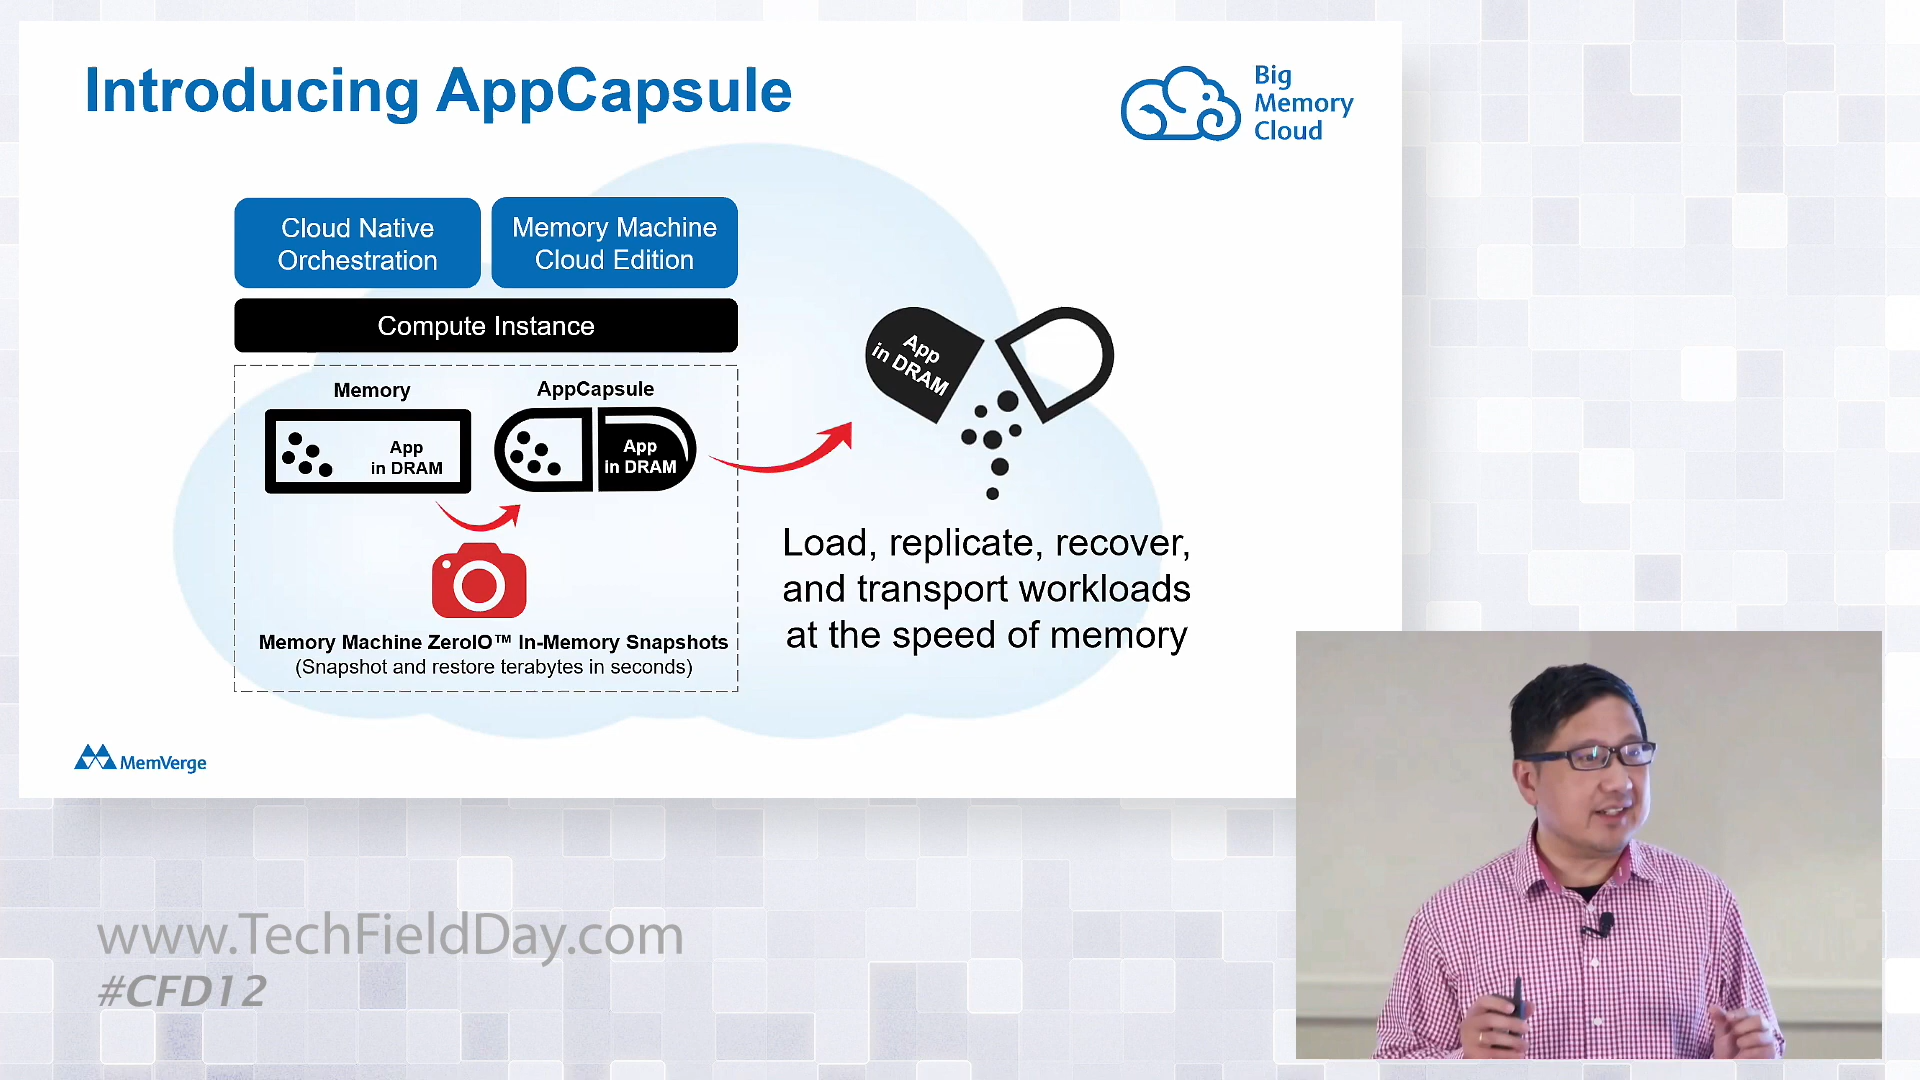 Introducing AppCapsule
Big
Memory
Cloud
Cloud Native
Orchestration
Memory Machine
Cloud Edition
Compute Instance
Memory
AppCapsule
App
in DRAM
App
in DRAM
App
in DRAM
Memory Machine ZeroIO™ In-Memory Snapshots
(Snapshot and restore terabytes in seconds)
Load, replicate, recover,
and transport workloads
at the speed of memory
MemVerge
www.TechFieldDay.com
#CFD12